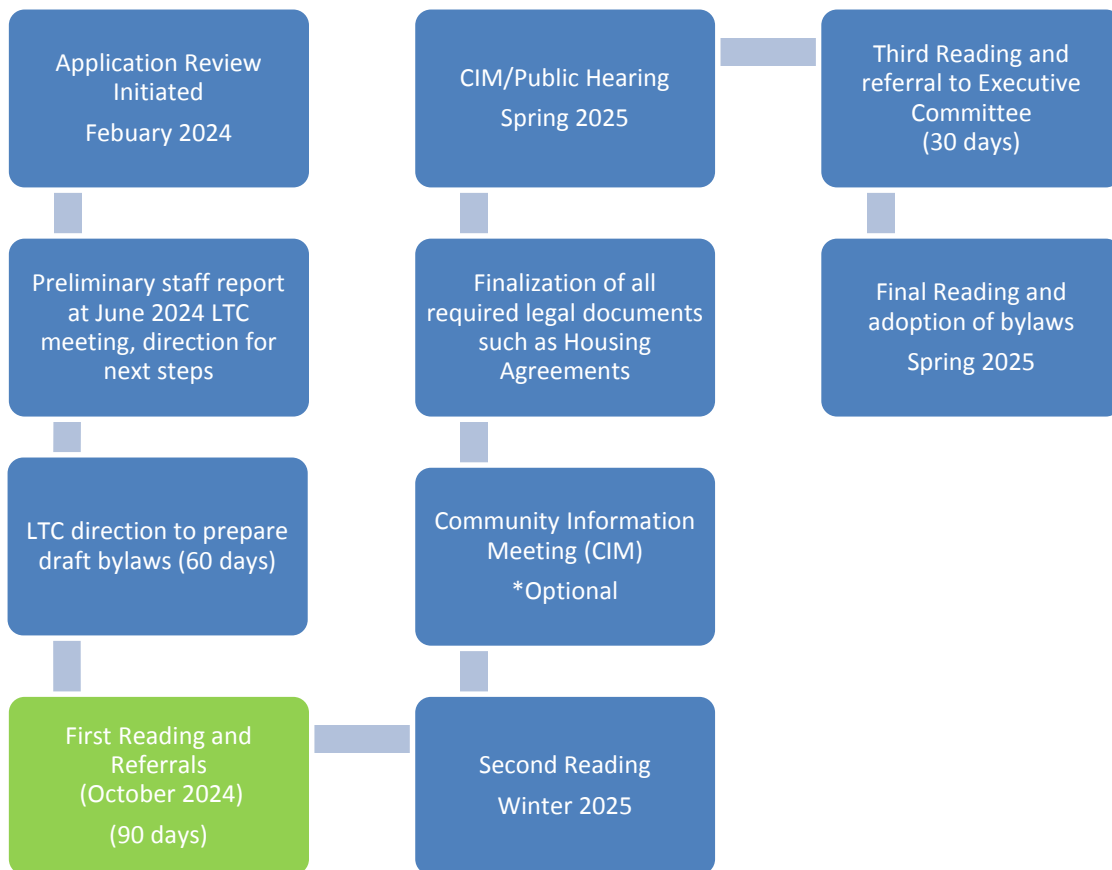 Application Review
Initiated
Febuary 2024
Preliminary staff report
at June 2024 LTC
meeting, direction for
next steps
LTC direction to prepare
draft bylaws (60 days)
First Reading and
Referrals
(October 2024)
(90 days)
Second Reading
Winter 2025
Community Information
Meeting (CIM)
*Optional
Finalization of all
required legal documents
such as Housing
Agreements
CIM/Public Hearing
Spring 2025
Third Reading and
referral to Executive
Committee
(30 days)
Final Reading and
adoption of bylaws
Spring 2025